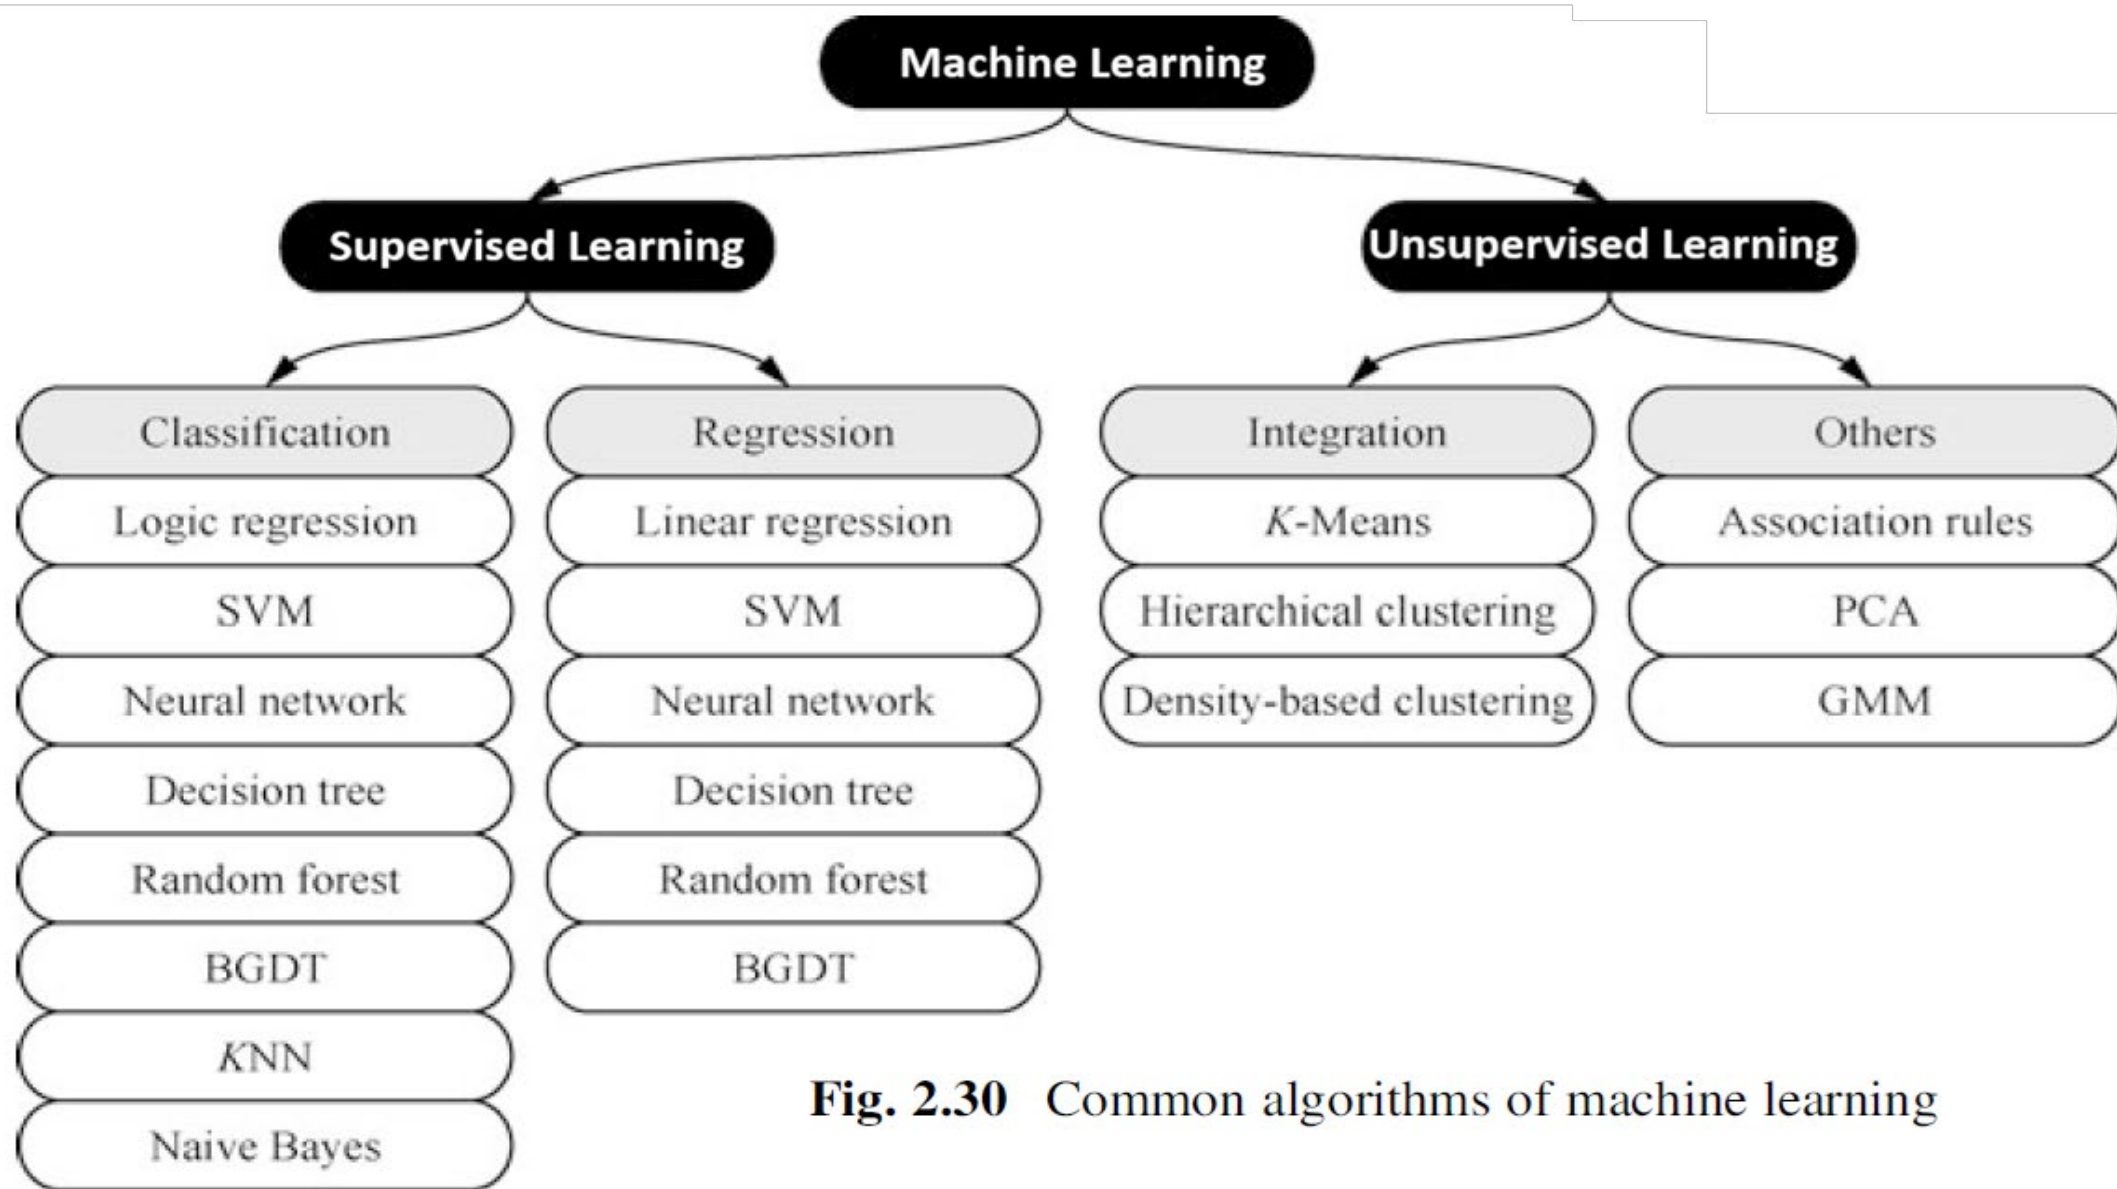 Machine Learning
Supervised Learning
Unsupervised Learning
Classification
Logic regression
SVM
Neural network
Decision tree
Random forest
BGDT
KNN
Naive Bayes
Regression
Linear regression
SVM
Neural network
Decision tree
Random forest
BGDT
Integration
K-Means
Hierarchical clustering
Density-based clustering
Others
Association rules
PCA
GMM
Fig. 2.30 Common algorithms of machine learning